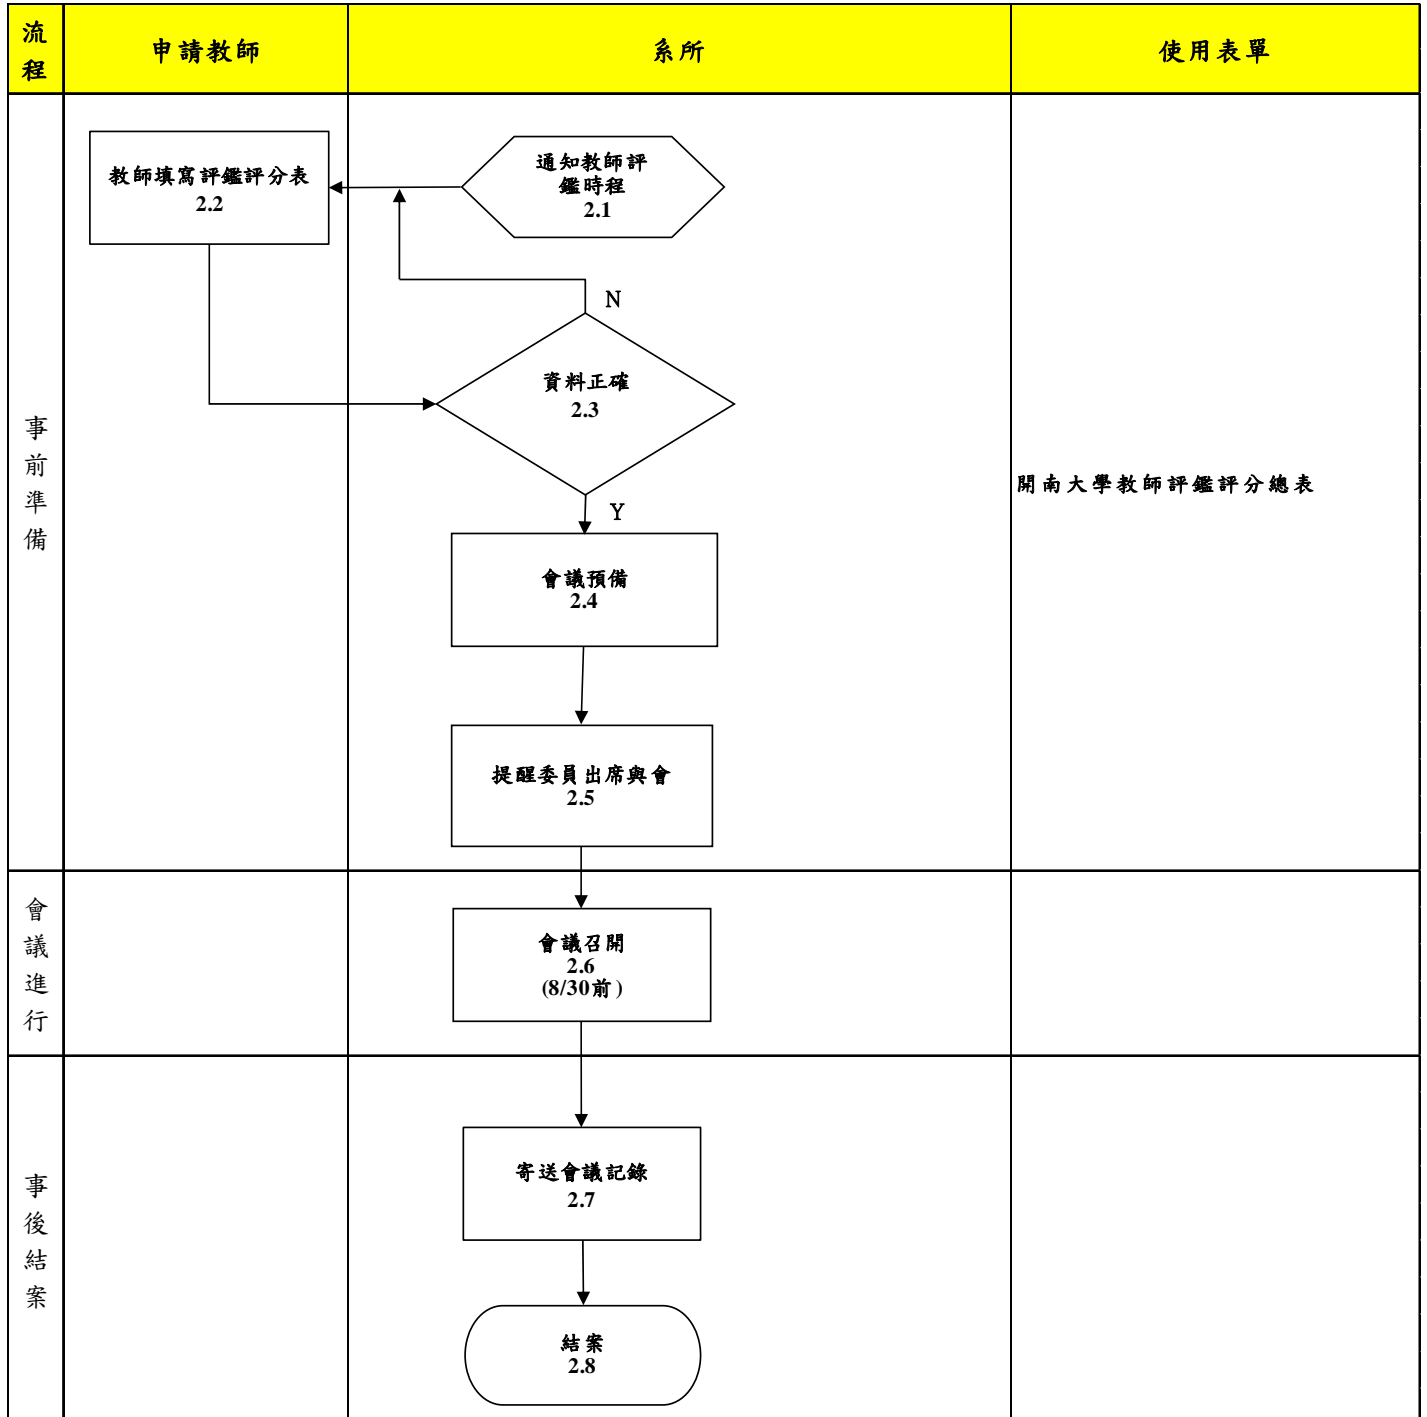 流程
申請教師
系所
使用表單
事前準備
教師填寫評鑑評分表
2.2
通知教師評
鑑時程
2.1
N
資料正確
2.3
Y
會議預備
2.4
提醒委員出席與會
2.5
開南大學教師評鑑評分總表
會議進行
會議召開
2.6
(8/30前)
事後結案
寄送會議記錄
2.7
結案
2.8